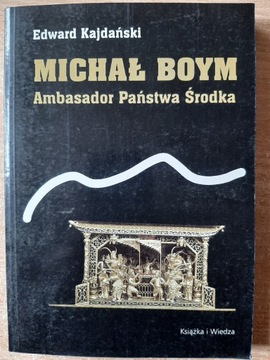 Edward Kajdański
MICHAŁ BOYM
Ambasador Państwa Środka
Książka i Wiedza